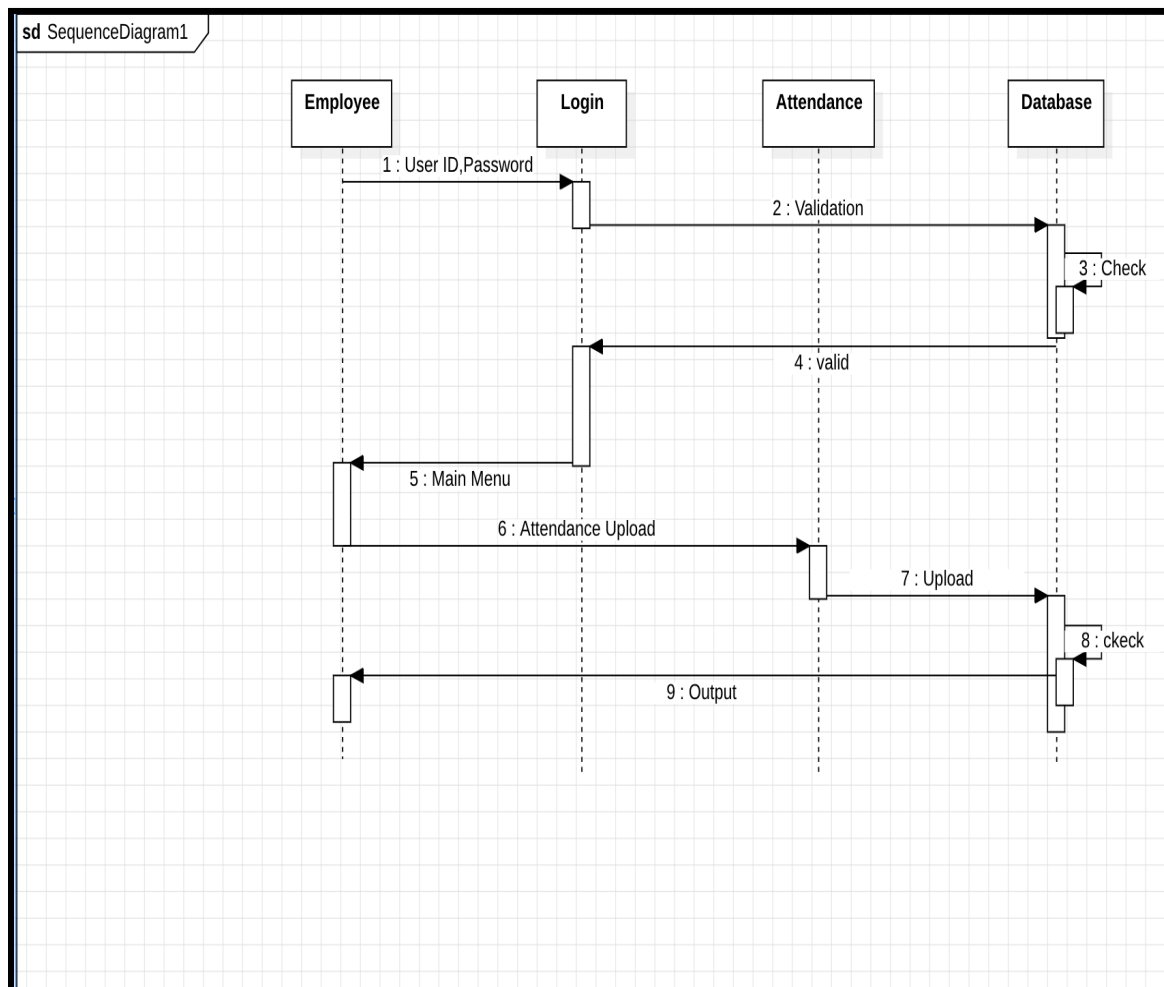 sd SequenceDiagram1
Employee
Login
Attendance
Database
1 : User ID,Password
2 : Validation
3 : Check
4 : valid
5 : Main Menu
6 : Attendance Upload
7 : Upload
8 : ckeck
9 : Output